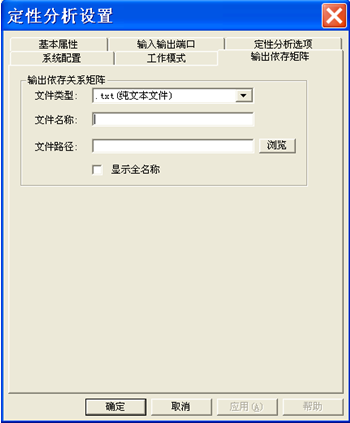 定性分析设置
基本属性 输入输出端口 定性分析选项
系统配置 工作模式 输出依存矩阵
输出依存关系矩阵
文件类型: .txt(纯文本文件)
文件名称:
文件路径: 浏览
显示全名称
确定 取消 应用(A) 帮助